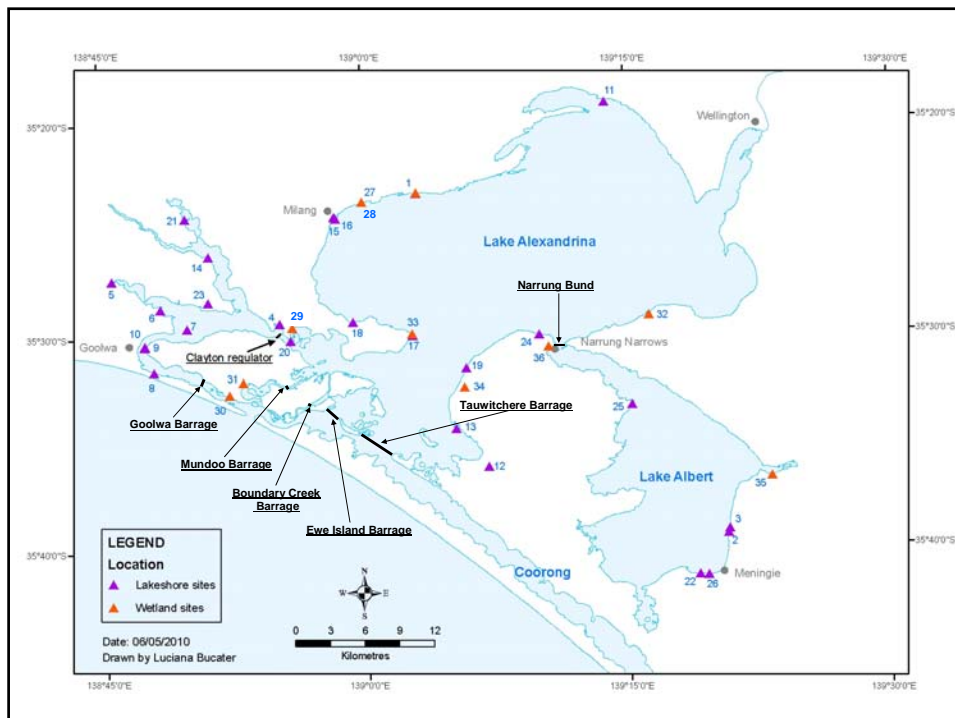 138°45'0"E
139°0'0"E
139°15'0"E
139°30'0"E
11
Wellington
35°20'0"S
35°20'0"S
27
1
28
Milang
15
16
21
Lake Alexandrina
14
Narrung Bund
5
23
6
7
4
29
18
33
32
10
9
Goolwa
35°30'0"S
35°30'0"S
20
17
24
36
Narrung Narrows
Clayton regulator
8
31
30
19
34
25
Goolwa Barrage
Tauwitchere Barrage
13
Mundoo Barrage
12
Lake Albert
35
Boundary Creek
Barrage
Ewe Island Barrage
3
2
35°40'0"S
35°40'0"S
LEGEND
Location
Lakeshore sites
Wetland sites
Coorong
22
26
Meningie
N
W
E
S
Date: 06/05/2010
Drawn by Luciana Bucater
0 3 6 9 12
Kilometres
138°45'0"E
139°0'0"E
139°15'0"E
139°30'0"E